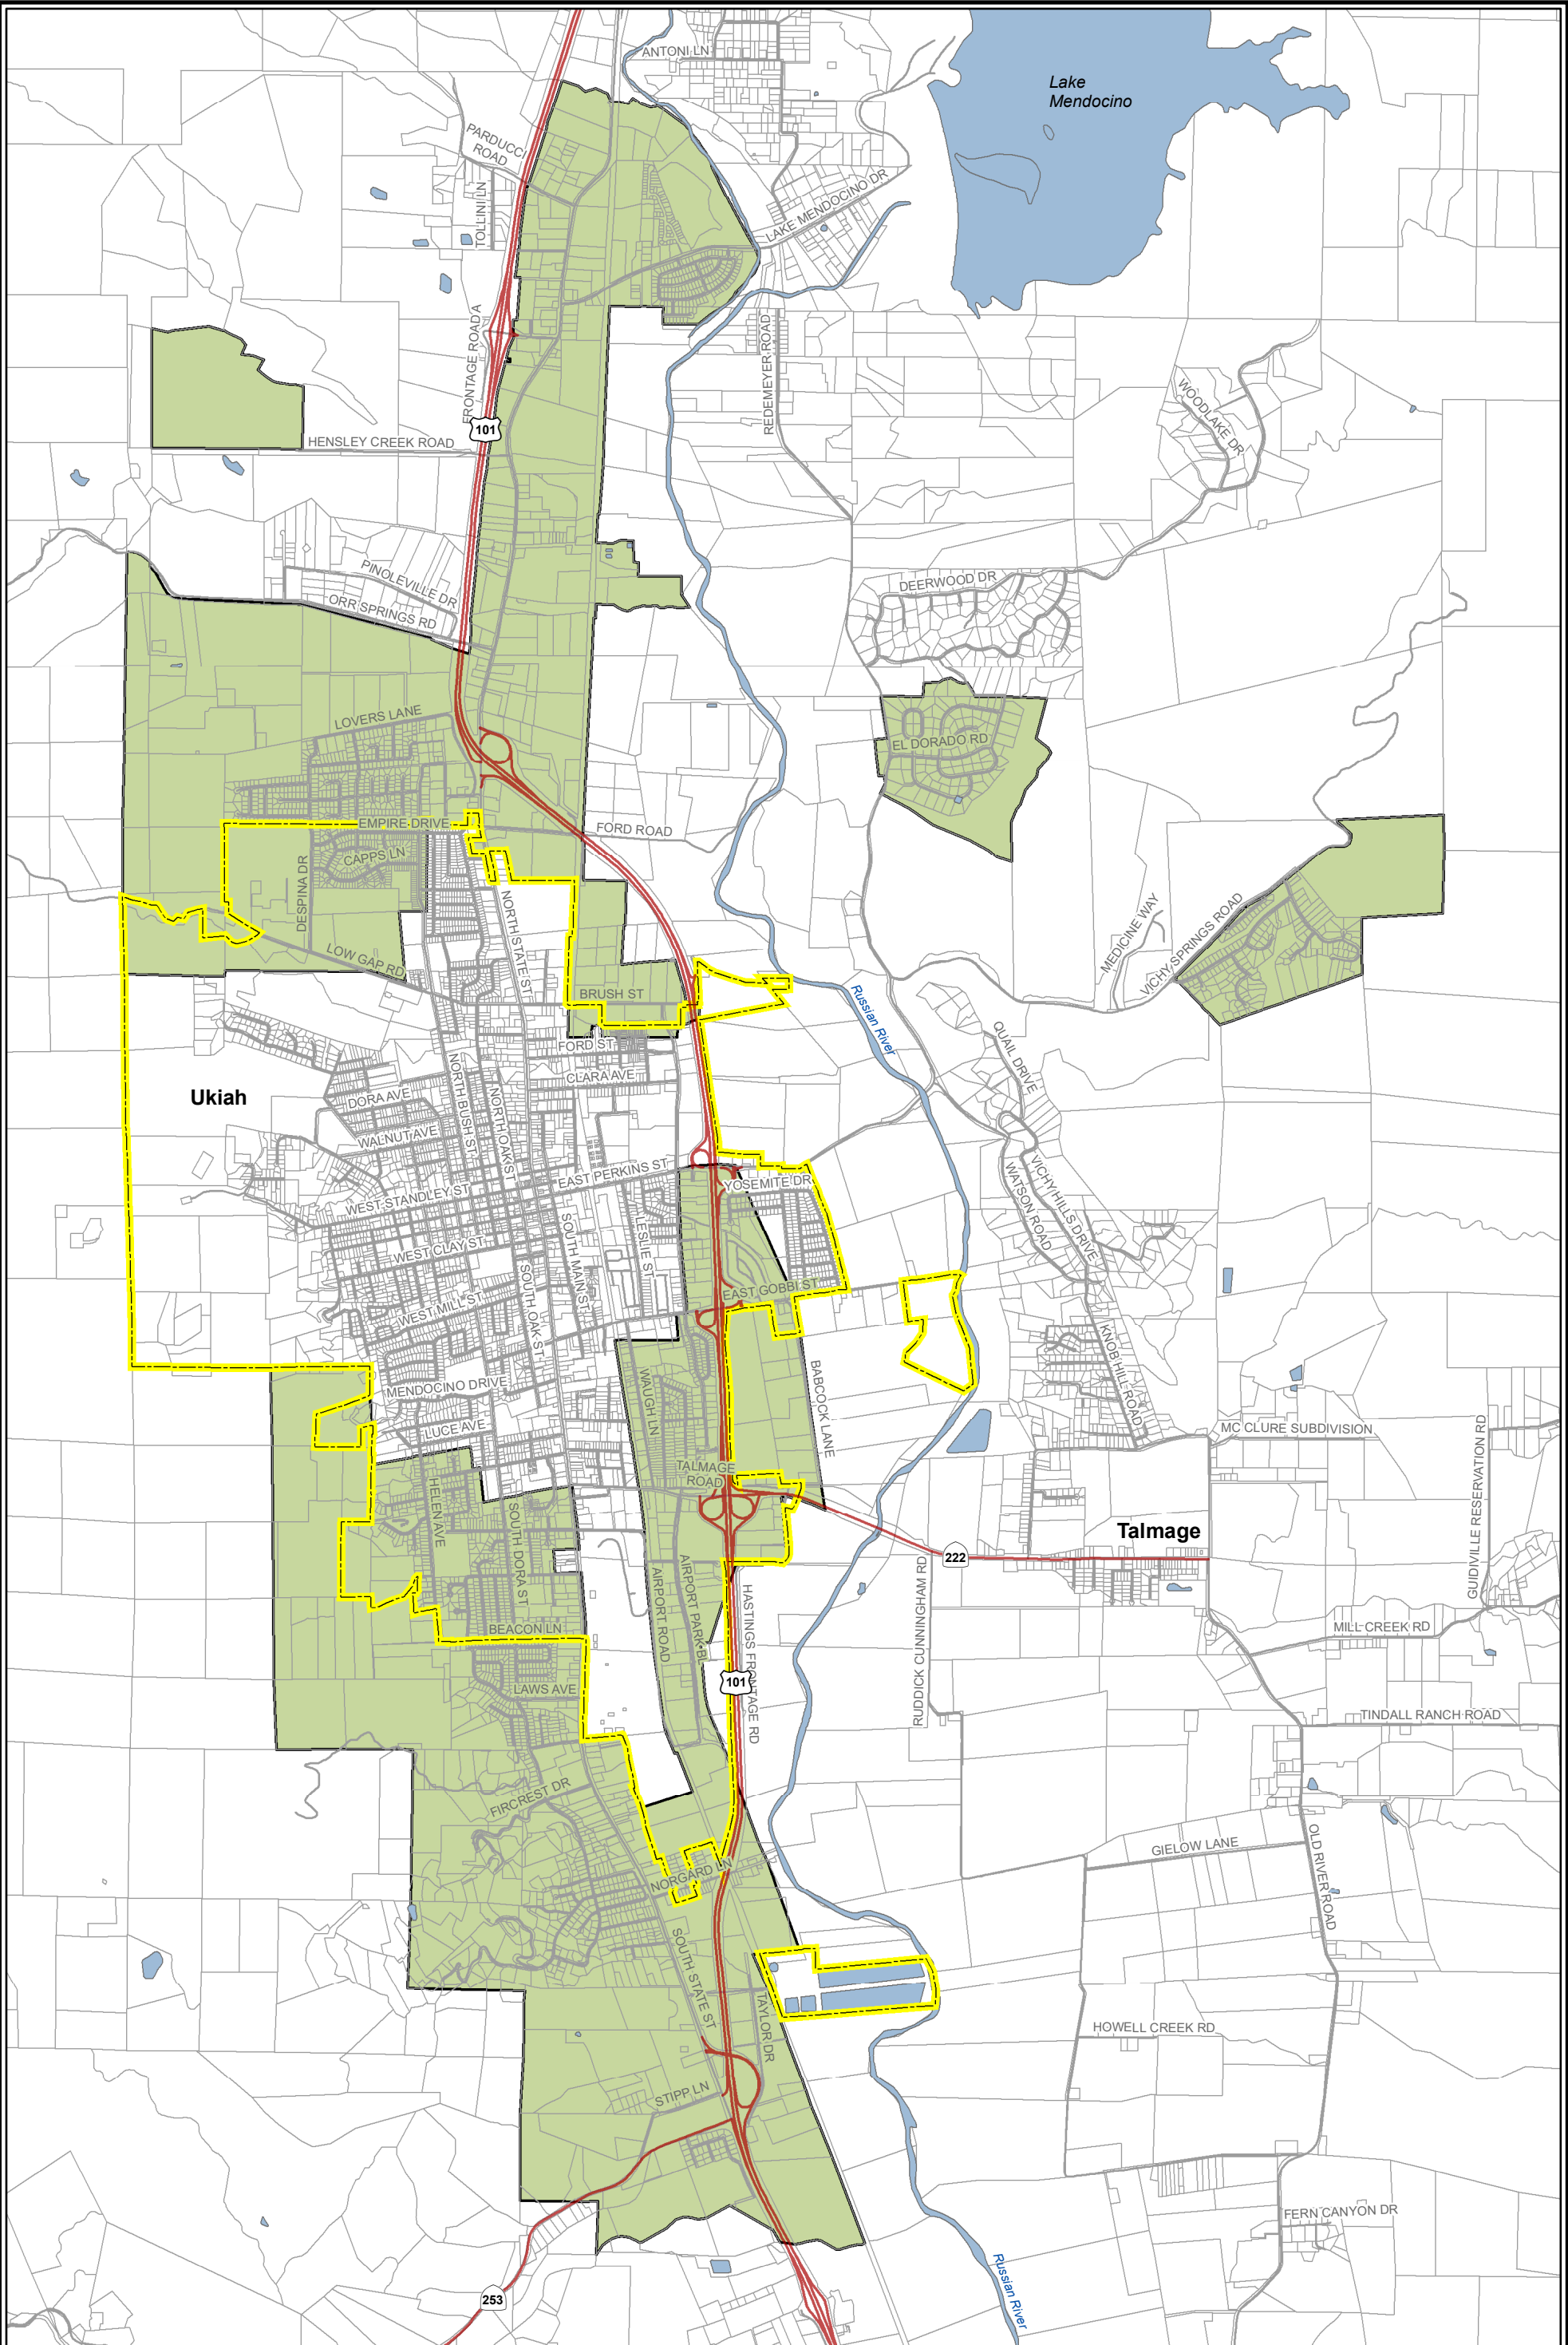 ANTONI LN
Lake
Mendocino
PARDUCCI
ROAD
TOLLINI LN
LAKE MENDOCINO DR
FRONTAGE ROAD A
REDEMEYER ROAD
WOODLAKE DR
101
HENSLEY CREEK ROAD
PINOLEVILLE DR
ORR SPRINGS RD
DEERWOOD DR
LOVERS LANE
EL DORADO RD
EMPIRE DRIVE
FORD ROAD
CAPPS LN
DESPINA DR
NORTH STATE ST
LOW GAP RD
MEDICINE WAY
VICHY SPRINGS ROAD
BRUSH ST
Russian River
FORD ST
QUAIL DRIVE
CLARA AVE
Ukiah
DORA AVE
NORTH BUSH ST
NORTH OAK ST
WALNUT AVE
EAST PERKINS ST
YOSEMITE DR
VICHY HILLS DRIVE
WATSON ROAD
WEST STANDLEY ST
LESLIE ST
SOUTH MAIN ST
WEST CLAY ST
SOUTH OAK ST
EAST GOBBI ST
WEST MILL ST
KNOB HILL ROAD
BABCOCK LANE
MENDOCINO DRIVE
WAUGH LN
LUCE AVE
MC CLURE SUBDIVISION
GUIDIVILLE RESERVATION RD
TALMAGE
ROAD
HELEN AVE
SOUTH DORA ST
Talmage
222
AIRPORT PARK BL
AIRPORT ROAD
HASTINGS FRONTAGE RD
RUDDICK CUNNINGHAM RD
BEACON LN
MILL CREEK RD
101
LAWS AVE
TINDALL RANCH ROAD
FIRCREST DR
OLD RIVER ROAD
GIELOW LANE
NORGARD LN
SOUTH STATE ST
TAYLOR DR
HOWELL CREEK RD
STIPP LN
FERN CANYON DR
Russian River
253